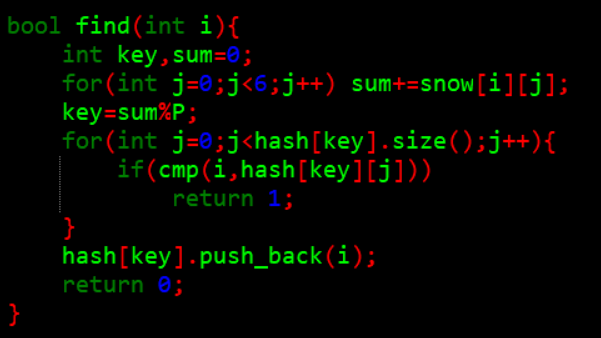 bool find(int i){
    int key,sum=0;
    for(int j=0;j<6;j++) sum+=snow[i][j];
    key=sum%P;
    for(int j=0;j<hash[key].size();j++){
        if(cmp(i,hash[key][j]))
            return 1;
    }
    hash[key].push_back(i);
    return 0;
}